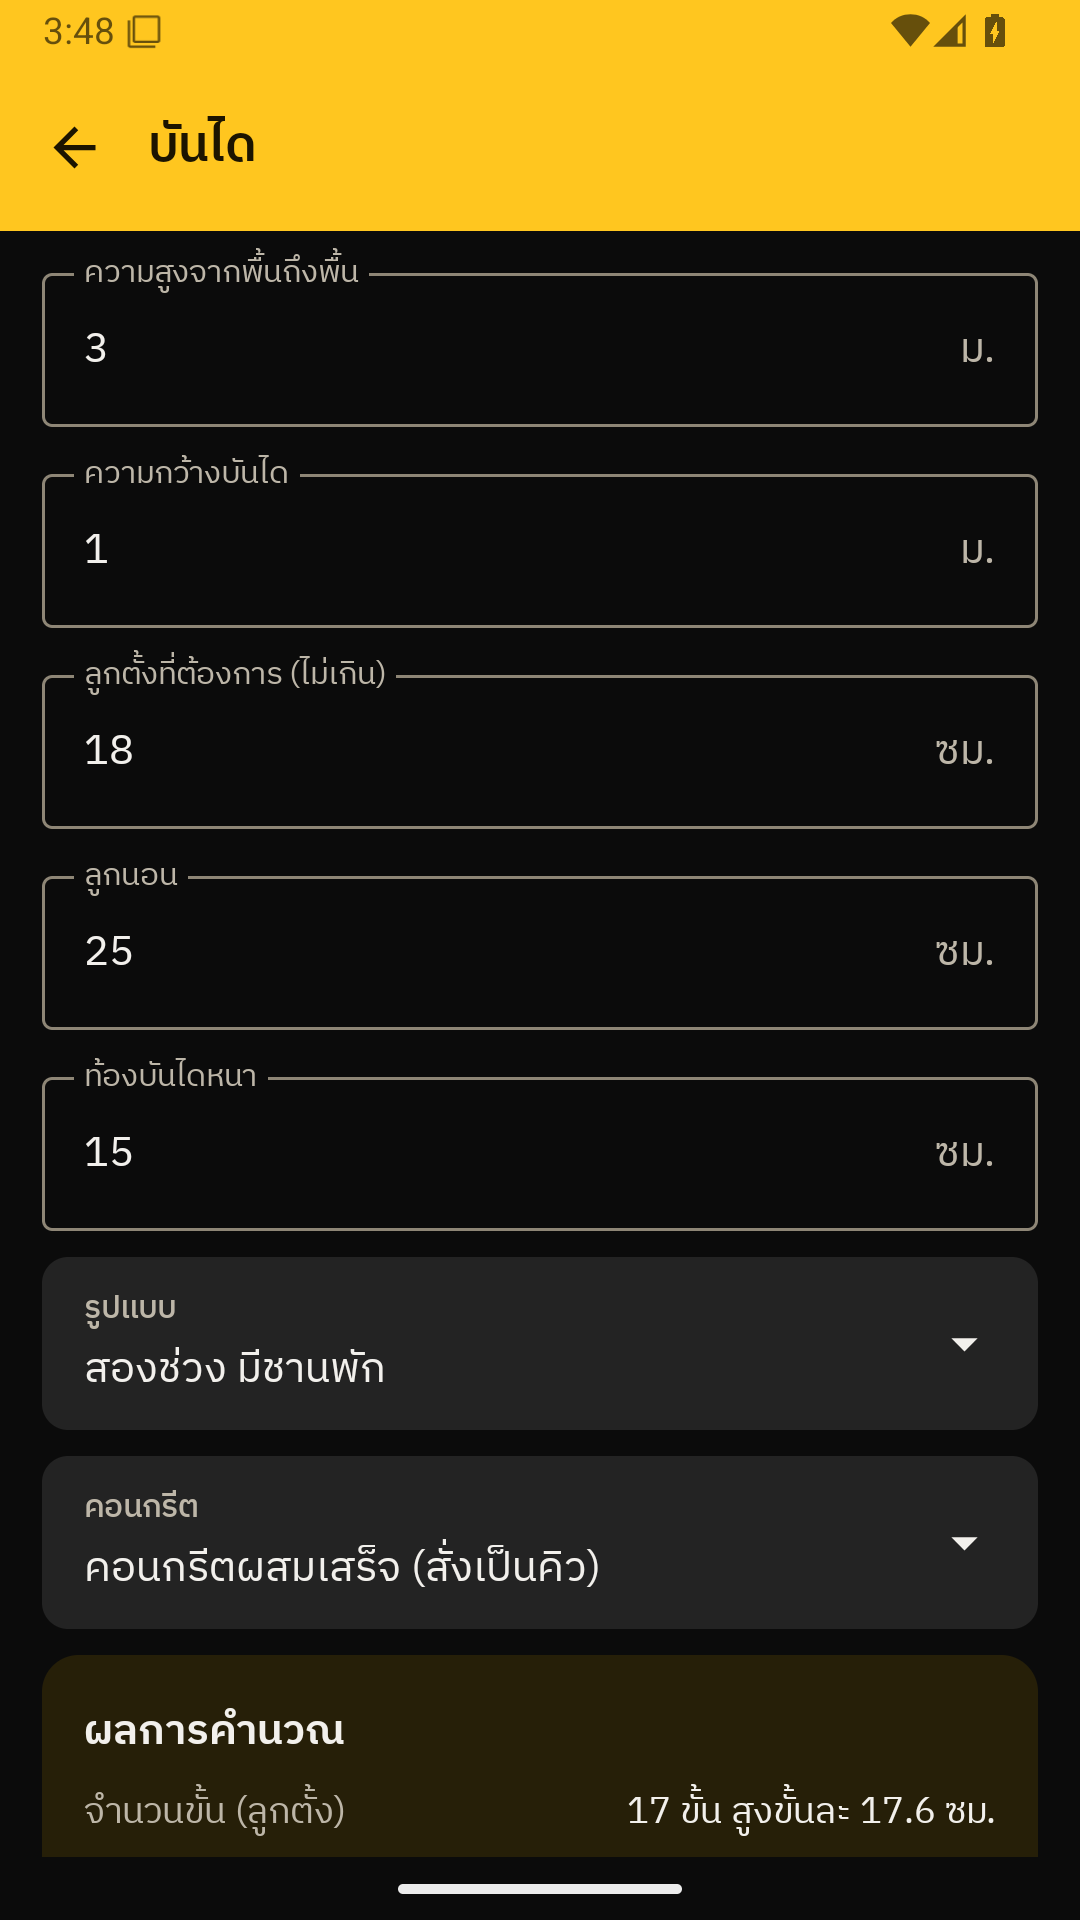 3:48
บันได
ความสูงจากพื้นถึงพื้น
3 ม.
ความกว้างบันได
1 ม.
ลูกตั้งที่ต้องการ (ไม่เกิน)
18 ซม.
ลูกนอน
25 ซม.
ท้องบันไดหนา
15 ซม.
รูปแบบ
สองช่วง มีชานพัก
คอนกรีต
คอนกรีตผสมเสร็จ (สั่งเป็นคิว)
ผลการคำนวณ
จำนวนขั้น (ลูกตั้ง) 17 ขั้น สูงขั้นละ 17.6 ซม.